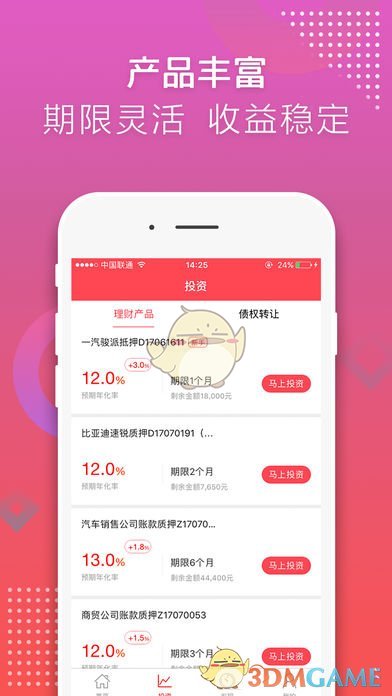 产品丰富
期限灵活 收益稳定
中国联通 14:25 24%
投资
理财产品 债权转让
一汽骏派抵押D17061611 新手
12.0% +3.0%
期限1个月
马上投资
预期年化率 剩余金额18,000元
比亚迪速锐质押D17070191（...
12.0%
期限2个月
马上投资
预期年化率 剩余金额7,650元
汽车销售公司账款质押Z17070...
13.0% +1.8%
期限6个月
马上投资
预期年化率 剩余金额44,400元
商贸公司账款质押Z17070053
12.0% +1.5%
期限3个月
马上投资
投资
3DMGAME